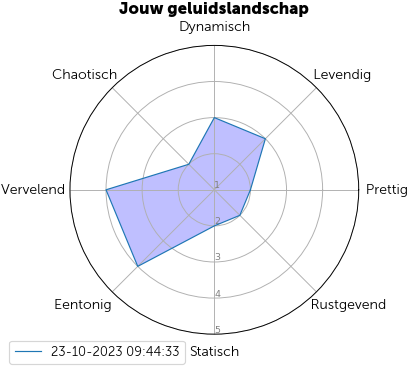 Jouw geluidslandschap
Dynamisch
Chaotisch
Levendig
Vervelend
Prettig
1
2
3
4
5
Eentonig
Rustgevend
Statisch
23-10-2023 09:44:33